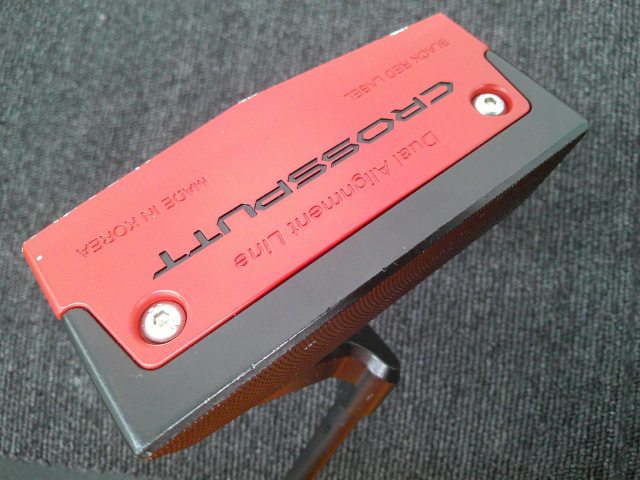 Dual Alignment Line
CROSSPUTT
MADE IN KOREA
BLACK RED LABEL